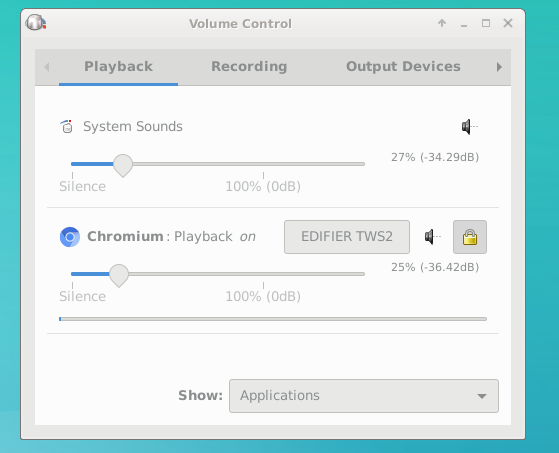 Volume Control
Playback Recording Output Devices
System Sounds
27% (-34.29dB)
Silence 100% (0dB)
Chromium: Playback on EDIFIER TWS2
25% (-36.42dB)
Silence 100% (0dB)
Show: Applications